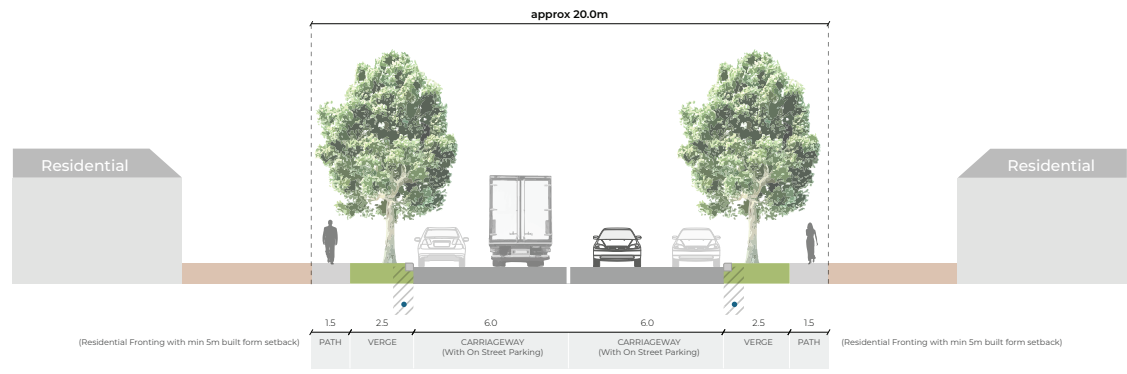 approx 20.0m
Residential
Residential
1.5
2.5
6.0
6.0
2.5
1.5
(Residential Fronting with min 5m built form setback)
PATH
VERGE
CARRIAGEWAY
(With On Street Parking)
CARRIAGEWAY
(With On Street Parking)
VERGE
PATH
(Residential Fronting with min 5m built form setback)